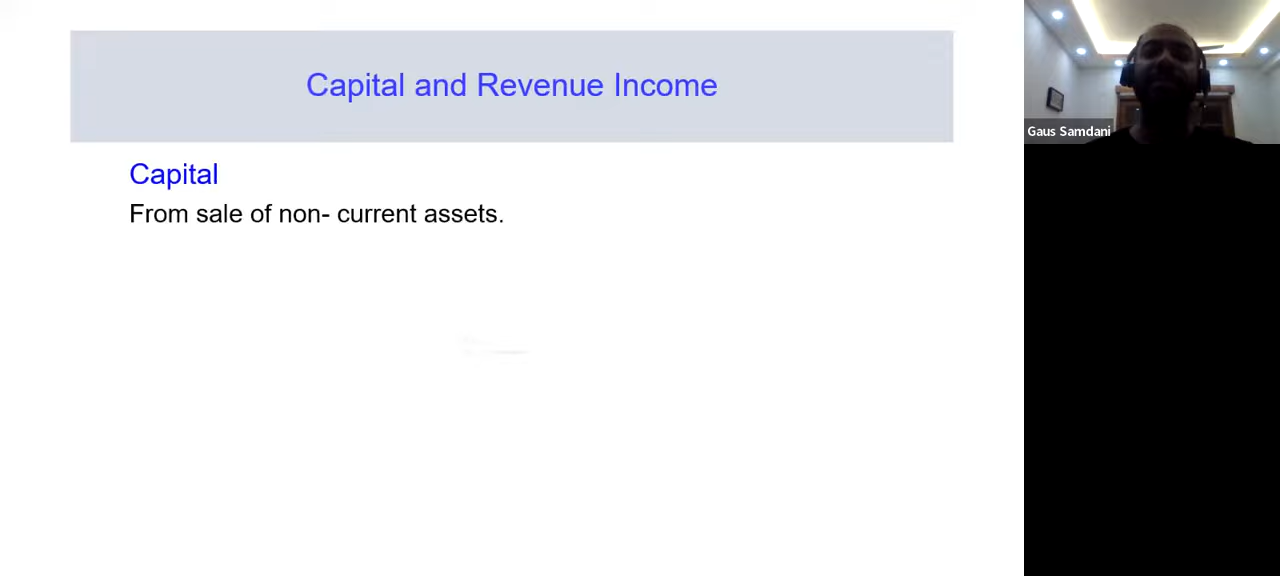 Capital and Revenue Income
Capital
From sale of non- current assets.
Gaus Samdani